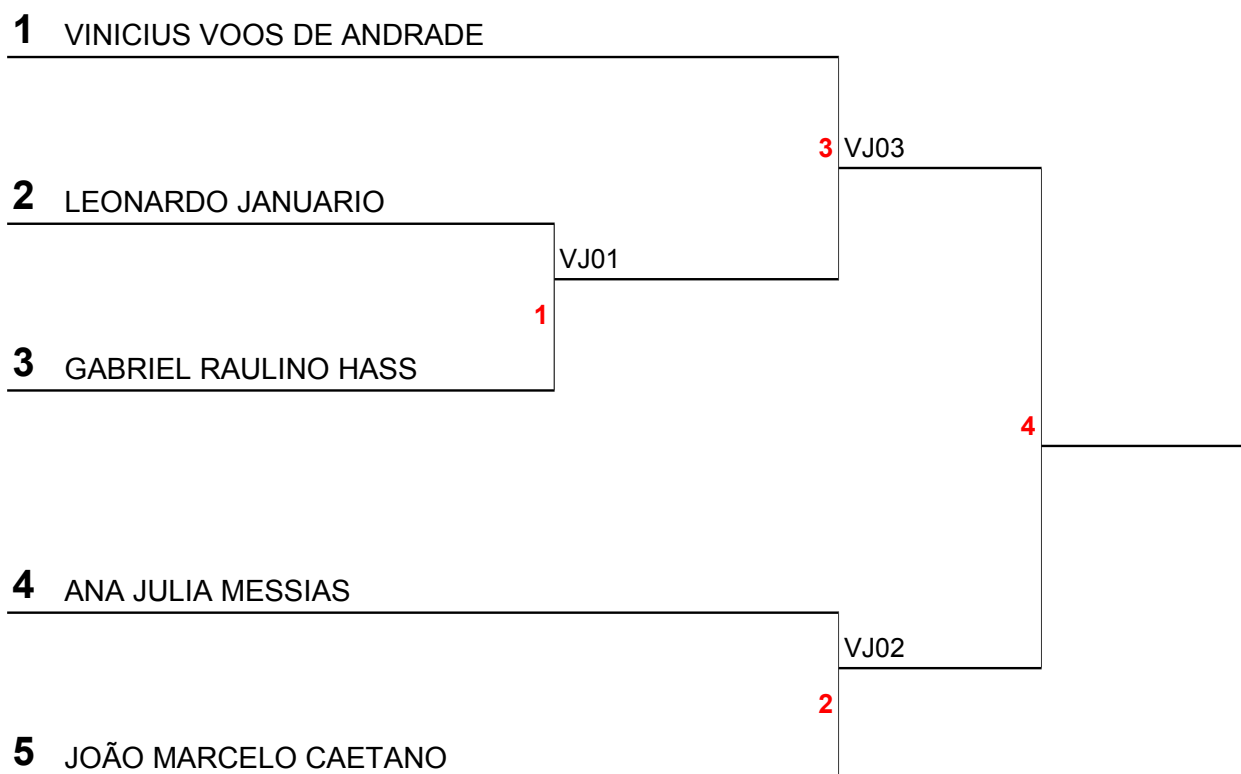 1 VINICIUS VOOS DE ANDRADE
3 VJ03
2 LEONARDO JANUARIO
VJ01
1
3 GABRIEL RAULINO HASS
4
4 ANA JULIA MESSIAS
VJ02
2
5 JOÃO MARCELO CAETANO